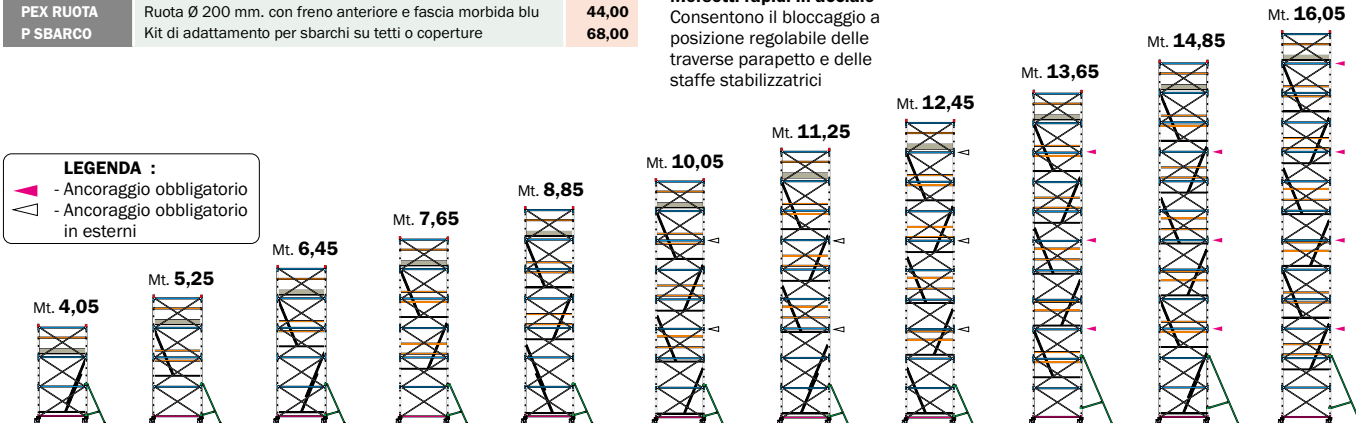 PEX RUOTA Ruota Ø 200 mm. con freno anteriore e fascia morbida blu 44,00
P SBARCO Kit di adattamento per sbarchi su tetti o coperture 68,00
Consentono il bloccaggio a
posizione regolabile delle
traverse parapetto e delle
staffe stabilizzatrici
LEGENDA :
- Ancoraggio obbligatorio
- Ancoraggio obbligatorio
in esterni
Mt. 4,05
Mt. 5,25
Mt. 6,45
Mt. 7,65
Mt. 8,85
Mt. 10,05
Mt. 11,25
Mt. 12,45
Mt. 13,65
Mt. 14,85
Mt. 16,05